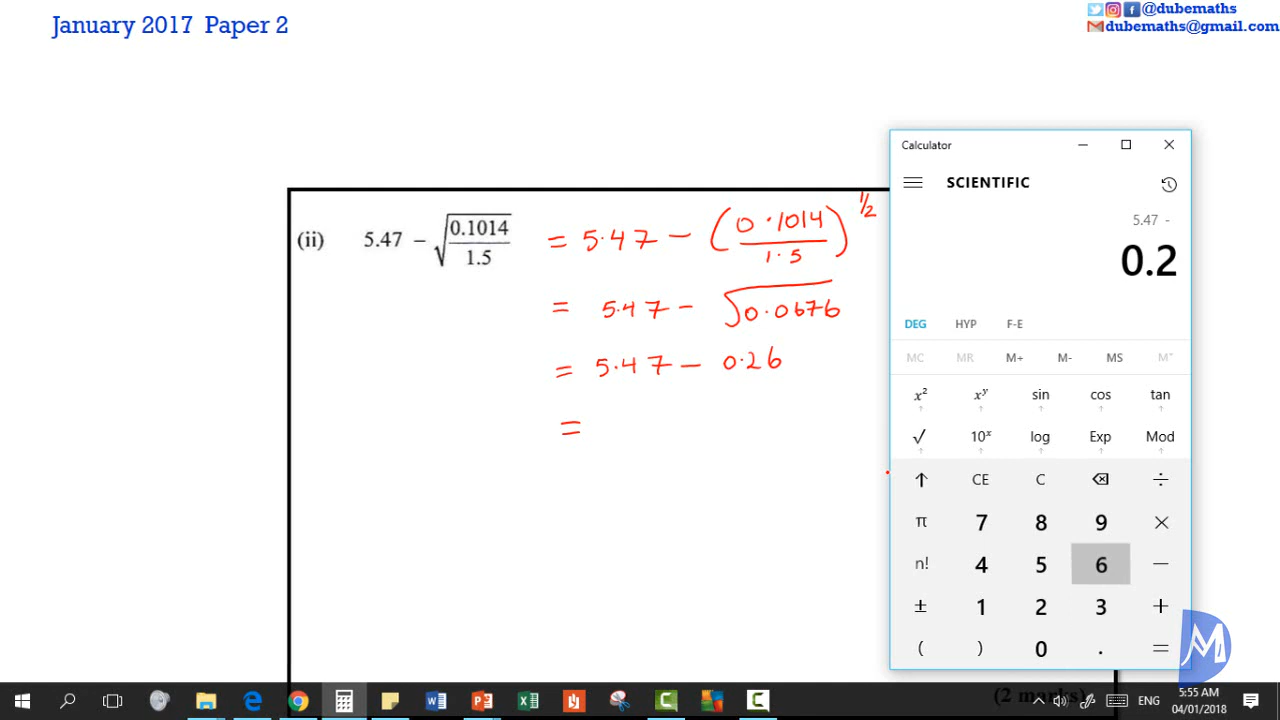 January 2017 Paper 2
@dubemaths
dubemaths@gmail.com
(ii) 5.47 - √(0.1014/1.5) = 5.47 - (0.1014/1.5)^1/2
= 5.47 - √0.0676
= 5.47 - 0.26
=
Calculator
SCIENTIFIC
5.47 -
0.2
DEG HYP F-E
MC MR M+ M- MS M˅
x² xʸ sin cos tan
√ 10ˣ log Exp Mod
↑ CE C ⌫ ÷
π 7 8 9 ×
n! 4 5 6 −
± 1 2 3 +
( ) 0 . =
M
(2 marks)
ENG
5:55 AM
04/01/2018